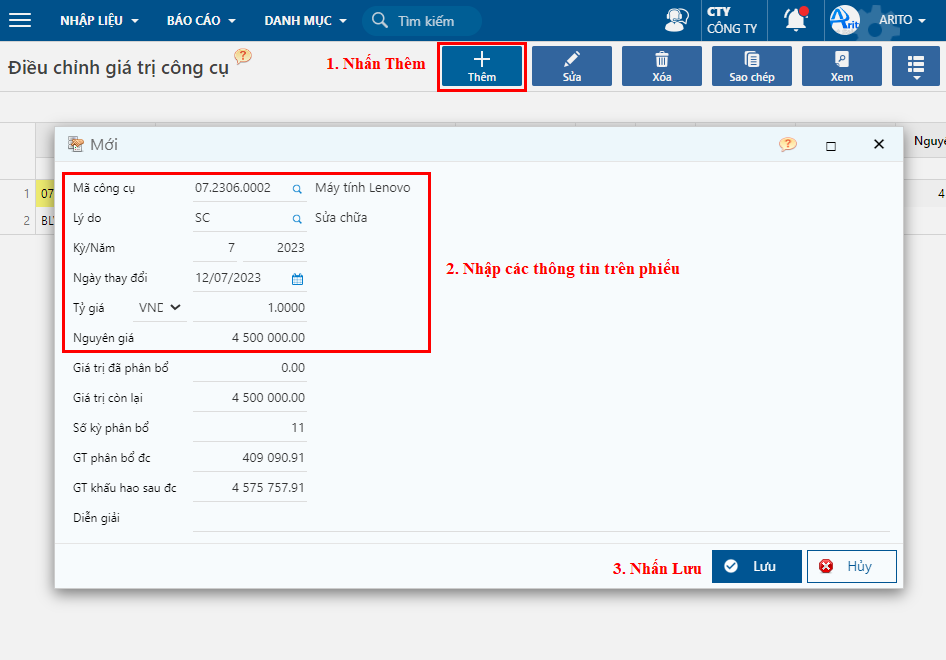 NHẬP LIỆU BÁO CÁO DANH MỤC Tìm kiếm CTY CÔNG TY Arit ARITO
Điều chỉnh giá trị công cụ ? 1. Nhấn Thêm Thêm Sửa Xóa Sao chép Xem
Mới ?
Nguyê
Mã công cụ 07.2306.0002 Máy tính Lenovo
1 07 4
Lý do SC Sửa chữa
2 BL
Kỳ/Năm 7 2023
2. Nhập các thông tin trên phiếu
Ngày thay đổi 12/07/2023
Tỷ giá VND 1.0000
Nguyên giá 4 500 000.00
Giá trị đã phân bổ 0.00
Giá trị còn lại 4 500 000.00
Số kỳ phân bổ 11
GT phân bổ đc 409 090.91
GT khấu hao sau đc 4 575 757.91
Diễn giải
3. Nhấn Lưu Lưu Hủy